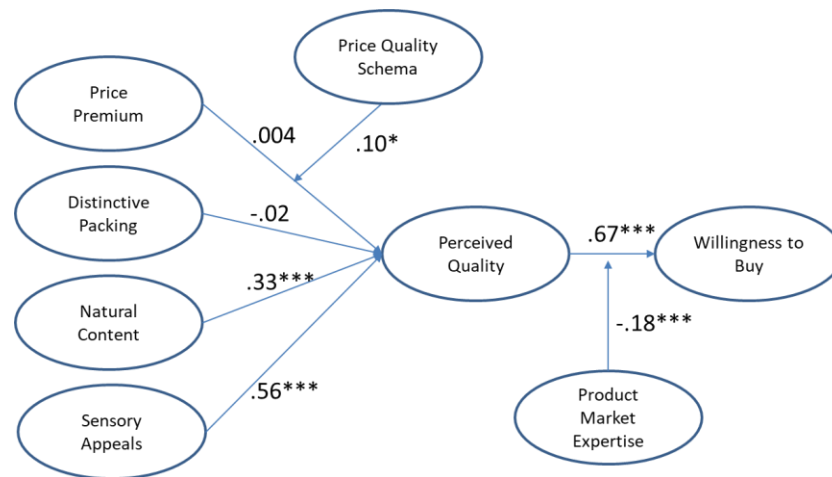 Price Quality
Schema
Price
Premium
.004
.10*
Distinctive
Packing
-.02
Perceived
Quality
.67***
Willingness to
Buy
Natural
Content
.33***
-.18***
.56***
Sensory
Appeals
Product
Market
Expertise